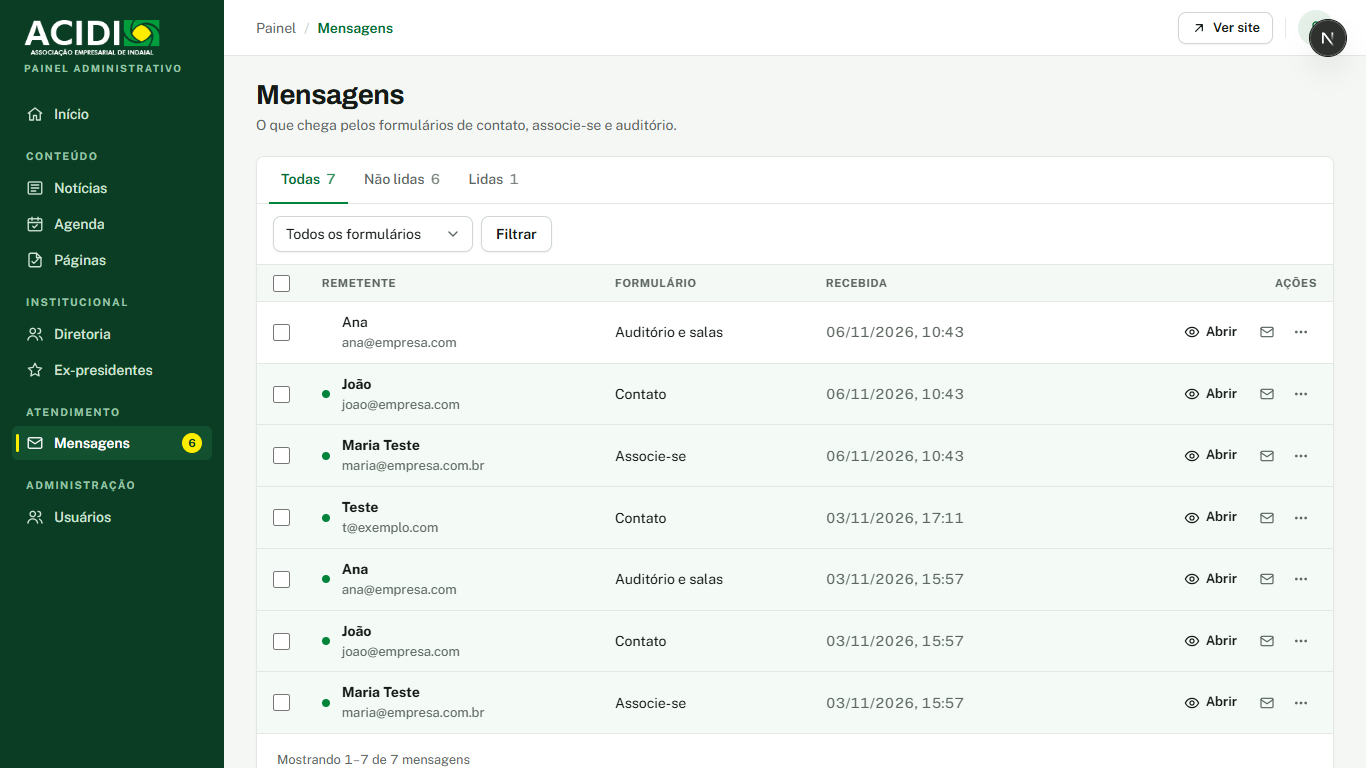 ACIDI
ASSOCIAÇÃO EMPRESARIAL DE INDAIAL
PAINEL ADMINISTRATIVO
Início
CONTEÚDO
Notícias
Agenda
Páginas
INSTITUCIONAL
Diretoria
Ex-presidentes
ATENDIMENTO
Mensagens 6
ADMINISTRAÇÃO
Usuários
Painel / Mensagens
Ver site
N
Mensagens
O que chega pelos formulários de contato, associe-se e auditório.
Todas 7 Não lidas 6 Lidas 1
Todos os formulários Filtrar
REMETENTE FORMULÁRIO RECEBIDA AÇÕES
Ana
ana@empresa.com
Auditório e salas 06/11/2026, 10:43 Abrir
João
joao@empresa.com
Contato 06/11/2026, 10:43 Abrir
Maria Teste
maria@empresa.com.br
Associe-se 06/11/2026, 10:43 Abrir
Teste
t@exemplo.com
Contato 03/11/2026, 17:11 Abrir
Ana
ana@empresa.com
Auditório e salas 03/11/2026, 15:57 Abrir
João
joao@empresa.com
Contato 03/11/2026, 15:57 Abrir
Maria Teste
maria@empresa.com.br
Associe-se 03/11/2026, 15:57 Abrir
Mostrando 1–7 de 7 mensagens